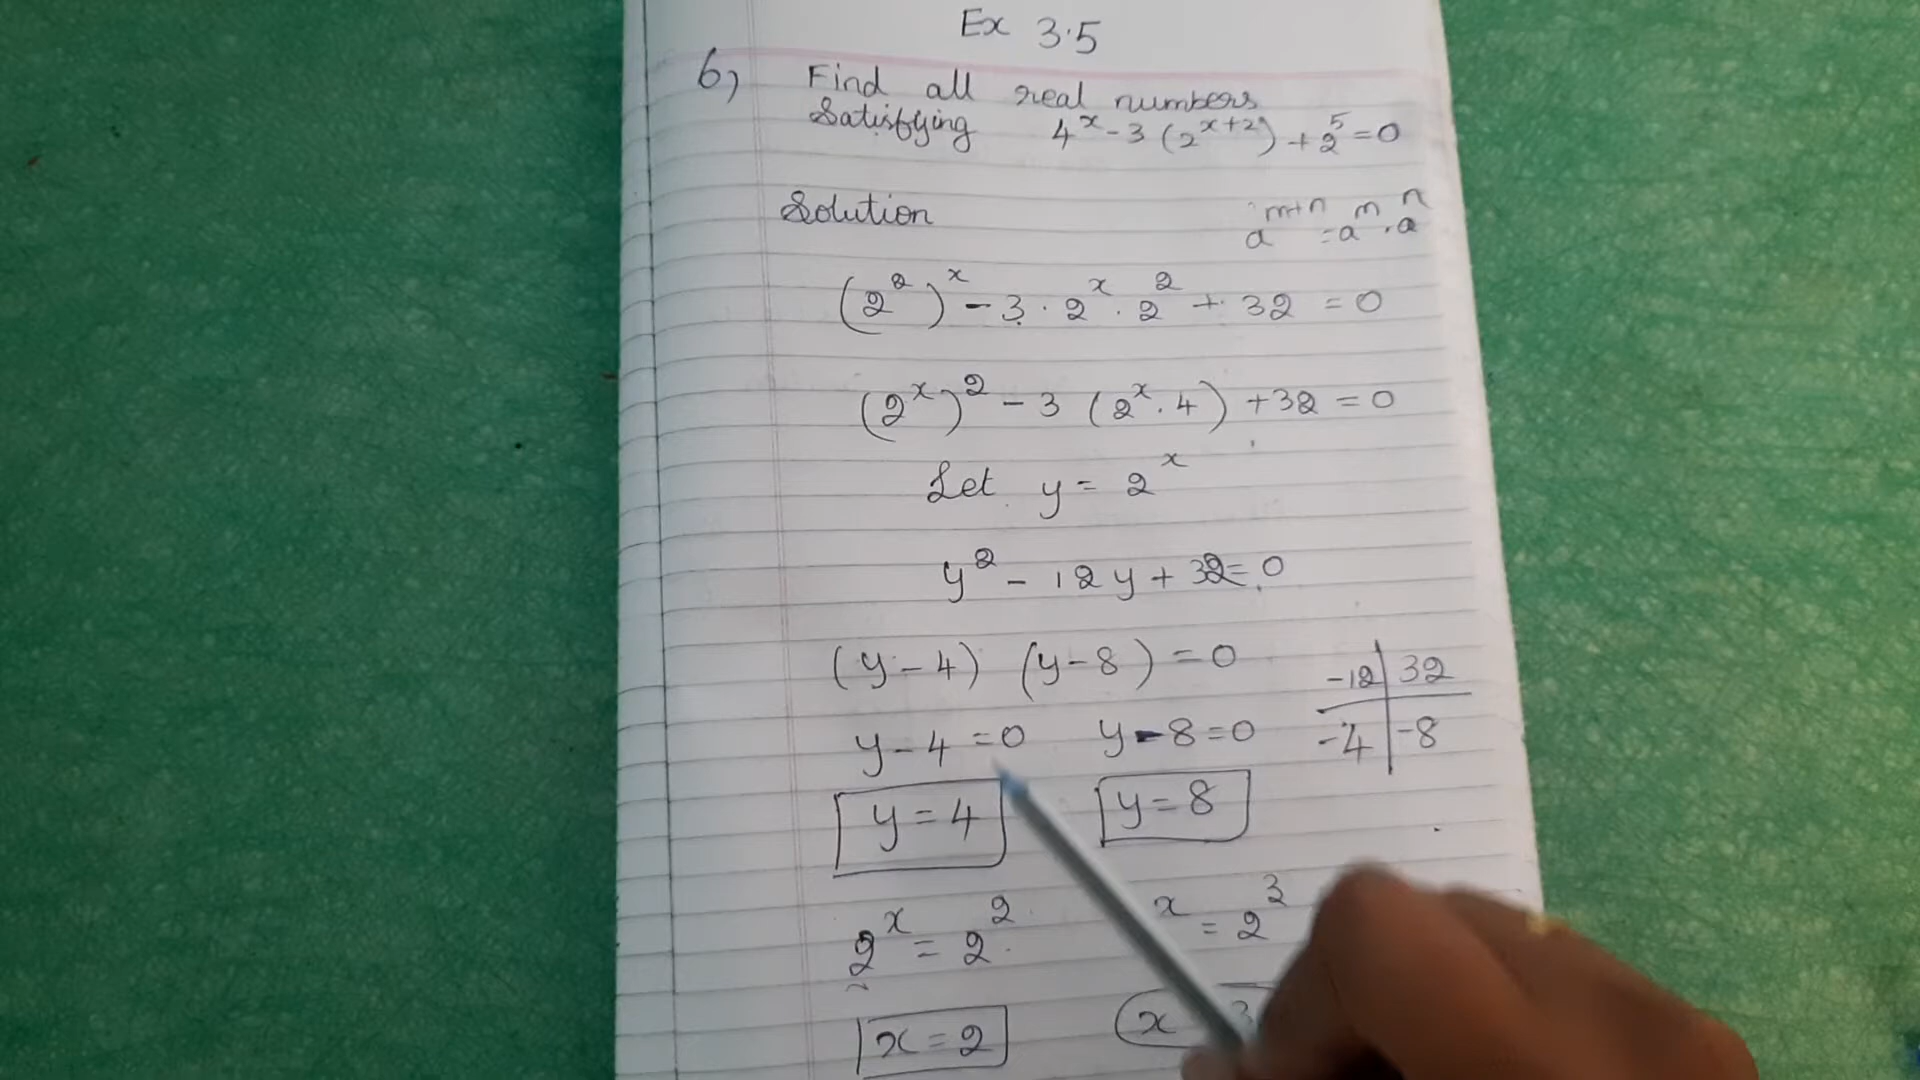 Ex 3.5
6) Find all real numbers
Satisfying 4^x - 3 (2^{x+2}) + 2^5 = 0
Solution
a^{m+n} = a^m . a^n
(2^2)^x - 3 . 2^x . 2^2 + 32 = 0
(2^x)^2 - 3 (2^x . 4) + 32 = 0
Let y = 2^x
y^2 - 12y + 32 = 0
(y - 4) (y - 8) = 0
-12 | 32
-4 | -8
y - 4 = 0 y - 8 = 0
y = 4 y = 8
2^x = 2^2 x = 2^3
x = 2 x 3